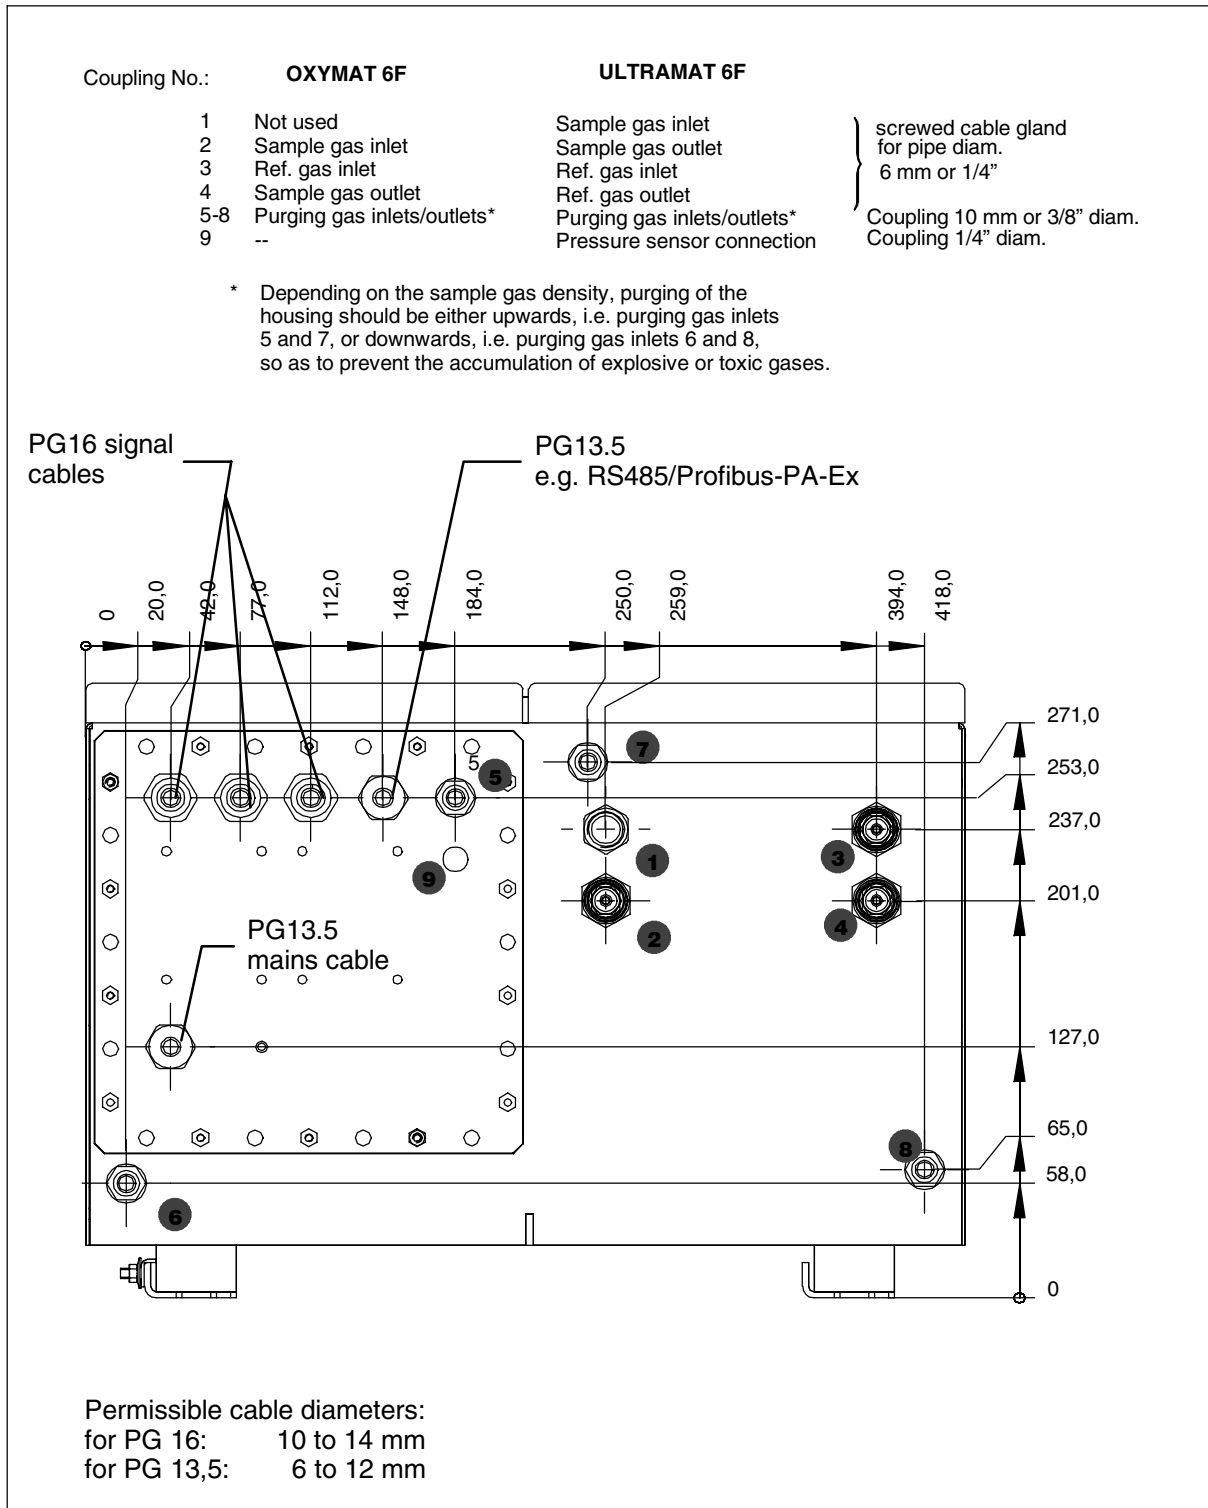 Coupling No.: OXYMAT 6F ULTRAMAT 6F
1 Not used Sample gas inlet
2 Sample gas inlet Sample gas outlet
3 Ref. gas inlet Ref. gas inlet
4 Sample gas outlet Ref. gas outlet
screwed cable gland
for pipe diam.
6 mm or 1/4”
5-8 Purging gas inlets/outlets* Purging gas inlets/outlets* Coupling 10 mm or 3/8” diam.
9 -- Pressure sensor connection Coupling 1/4” diam.
* Depending on the sample gas density, purging of the
housing should be either upwards, i.e. purging gas inlets
5 and 7, or downwards, i.e. purging gas inlets 6 and 8,
so as to prevent the accumulation of explosive or toxic gases.
PG16 signal
cables
PG13.5
e.g. RS485/Profibus-PA-Ex
0 20,0 42,0 77,0 112,0 148,0 184,0 250,0 259,0 394,0 418,0
271,0
253,0
237,0
201,0
127,0
65,0
58,0
0
7
5
5
1
3
9
2
4
PG13.5
mains cable
8
6
Permissible cable diameters:
for PG 16: 10 to 14 mm
for PG 13,5: 6 to 12 mm